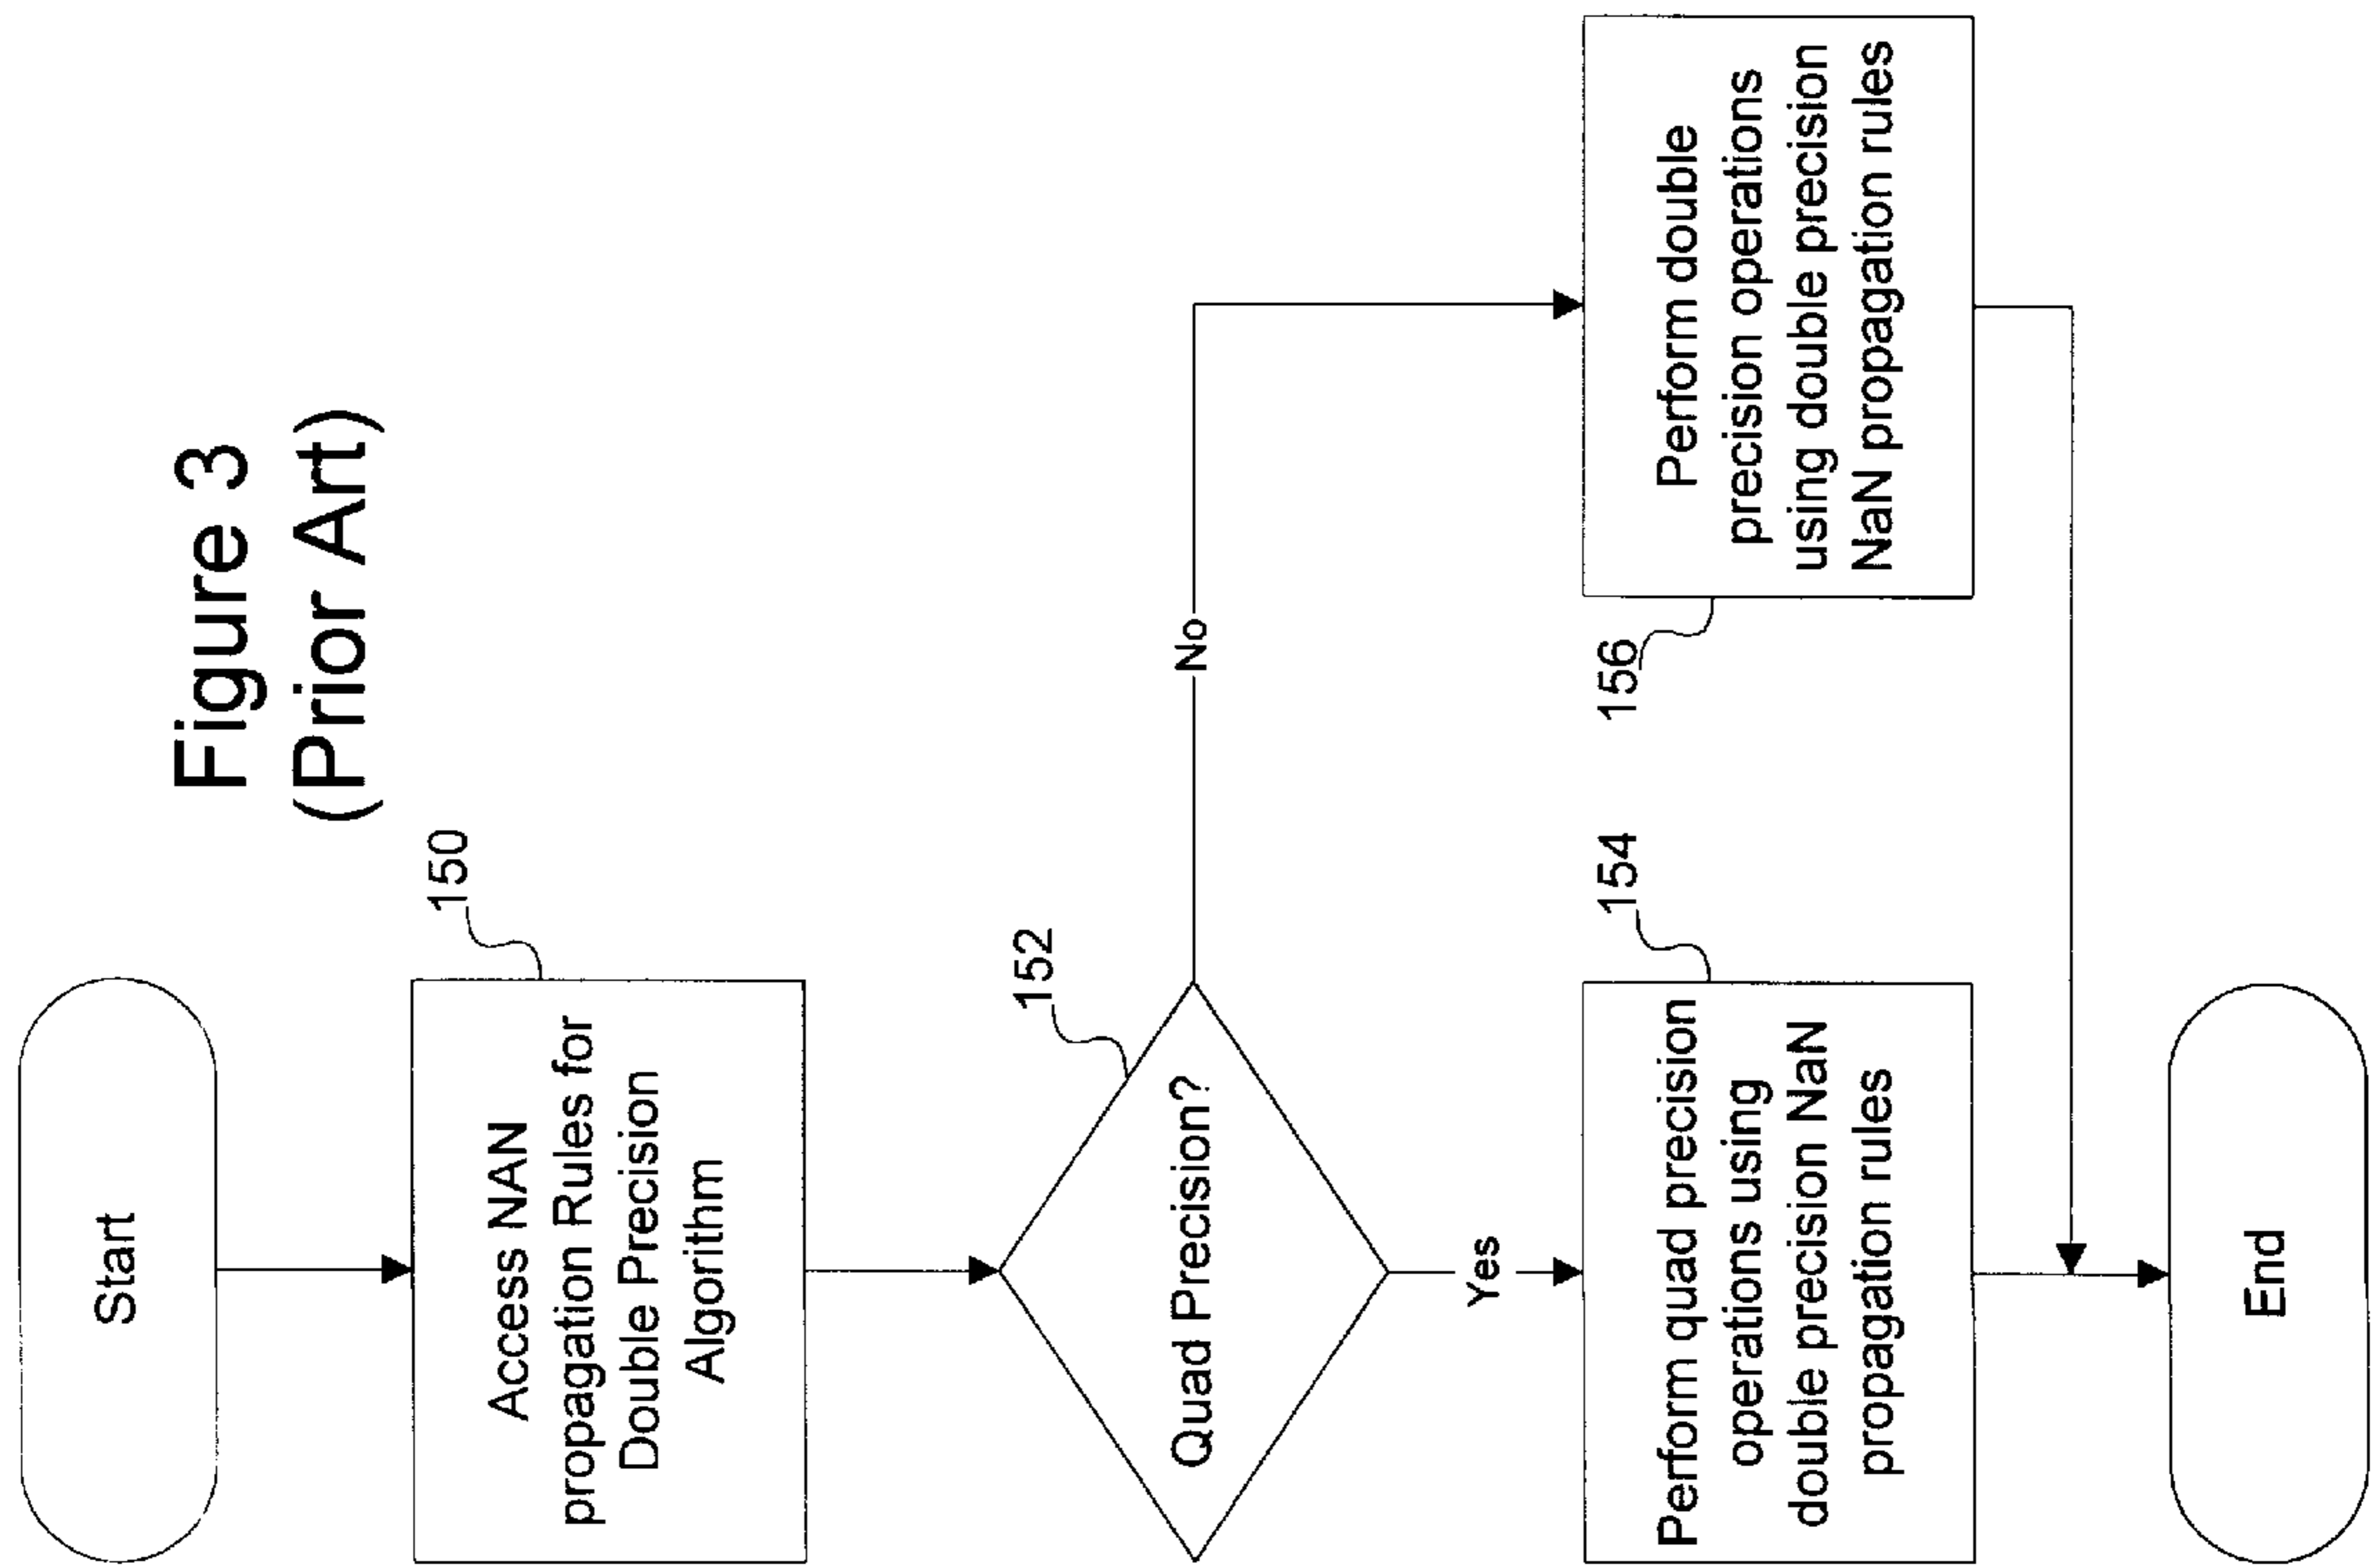 Figure 3
(Prior Art)
Start
150
Access NAN
propagation Rules for
Double Precision
Algorithm
152
Quad Precision?
No
Yes
154
Perform quad precision
operations using
double precision NaN
propagation rules
156
Perform double
precision operations
using double precision
NaN propagation rules
End